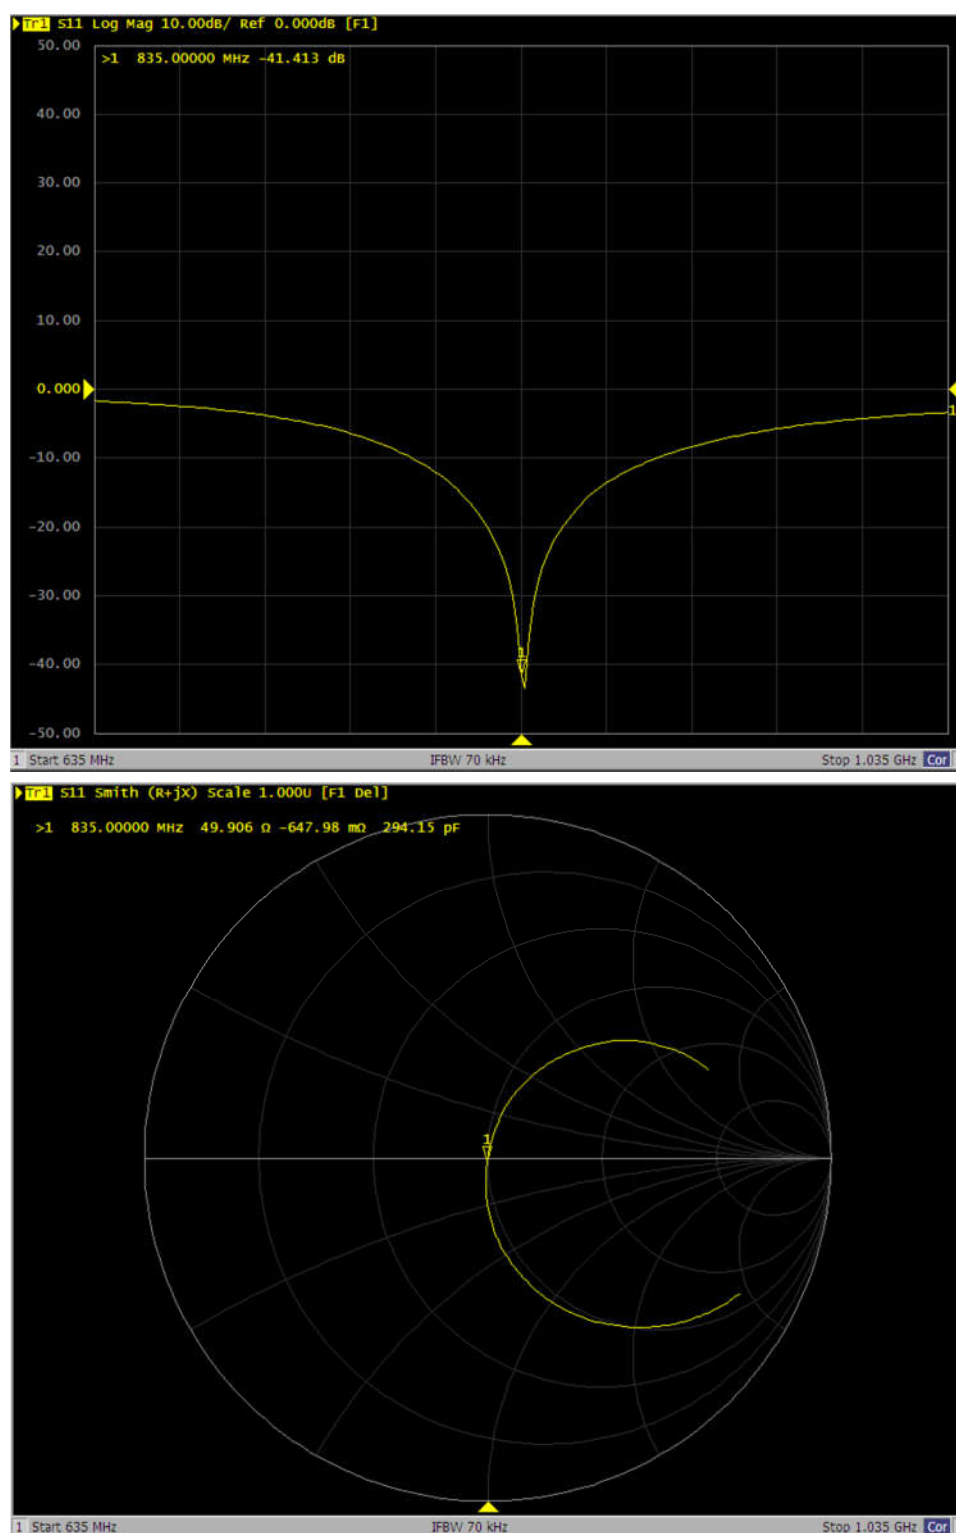 Tr1 S11 Log Mag 10.00dB/ Ref 0.000dB [F1]
50.00
>1 835.00000 MHz -41.413 dB
40.00
30.00
20.00
10.00
0.000
1
-10.00
-20.00
-30.00
-40.00
1
-50.00
1 Start 635 MHz IFBW 70 kHz Stop 1.035 GHz Cor
Tr1 S11 Smith (R+jX) Scale 1.000U [F1 Del]
>1 835.00000 MHz 49.906 Ω -647.98 mΩ 294.15 pF
1
1 Start 635 MHz IFBW 70 kHz Stop 1.035 GHz Cor